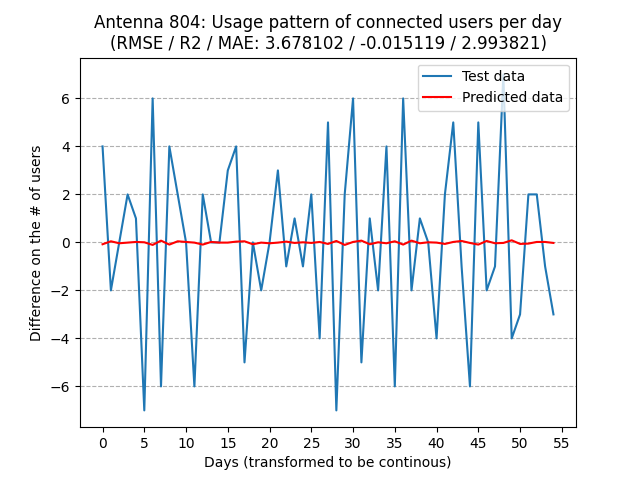 Antenna 804: Usage pattern of connected users per day
(RMSE / R2 / MAE: 3.678102 / -0.015119 / 2.993821)
Test data
Predicted data
Difference on the # of users
6
4
2
0
−2
−4
−6
0 5 10 15 20 25 30 35 40 45 50 55
Days (transformed to be continous)